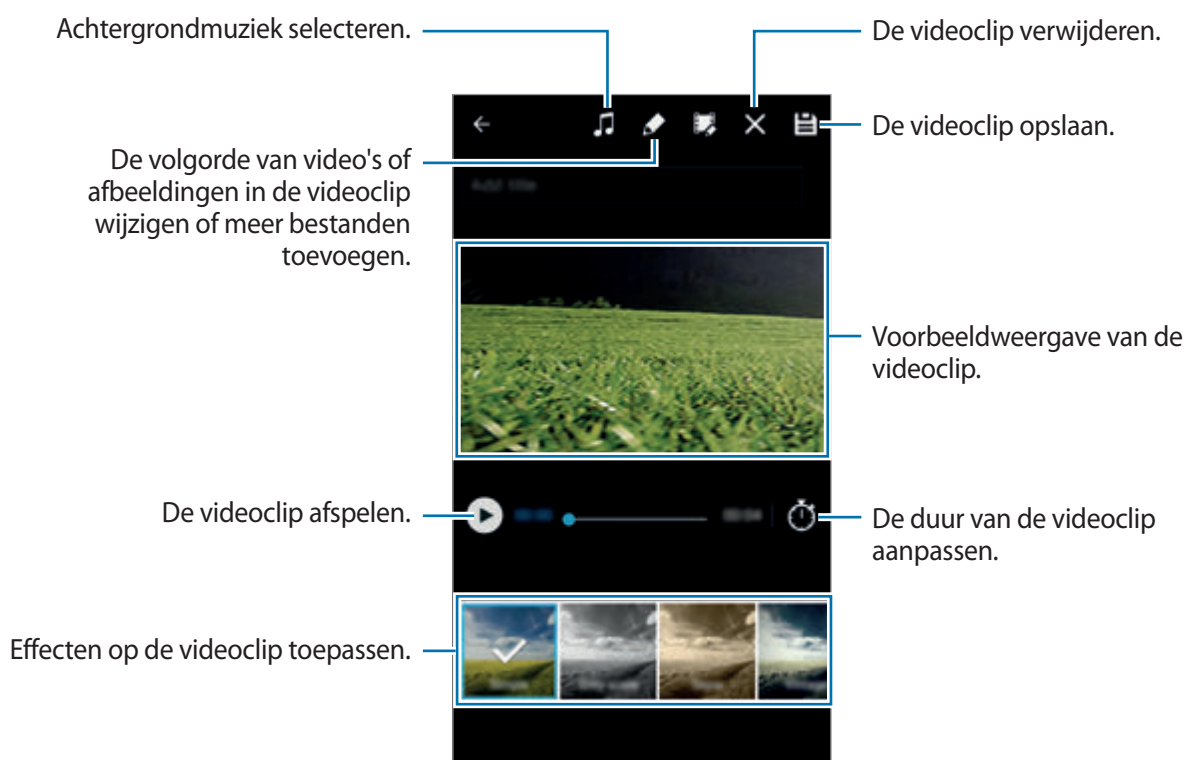 Achtergrondmuziek selecteren.
De videoclip verwijderen.
De videoclip opslaan.
De volgorde van video's of
afbeeldingen in de videoclip
wijzigen of meer bestanden
toevoegen.
Add title
Voorbeeldweergave van de
videoclip.
De videoclip afspelen.
De duur van de videoclip
aanpassen.
Effecten op de videoclip toepassen.